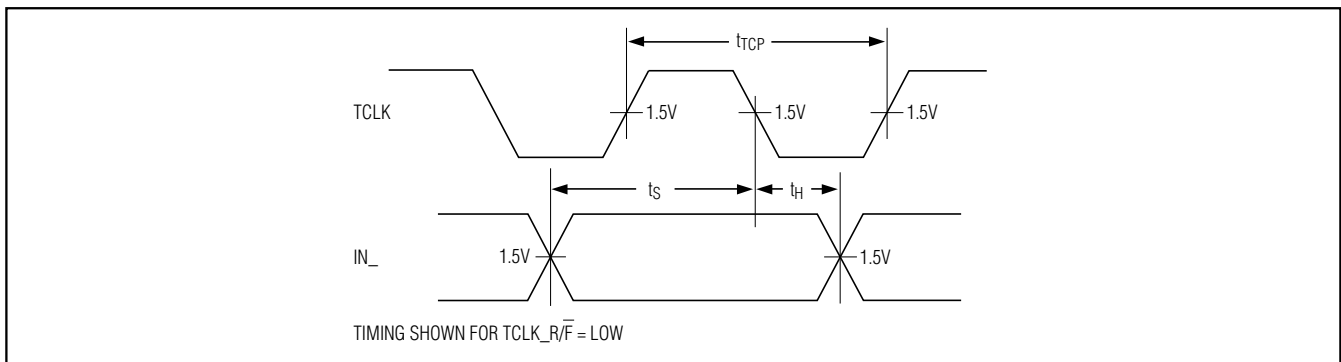 tTCP
TCLK
1.5V
1.5V
1.5V
tS
tH
IN_
1.5V
1.5V
TIMING SHOWN FOR TCLK_R/F̅ = LOW